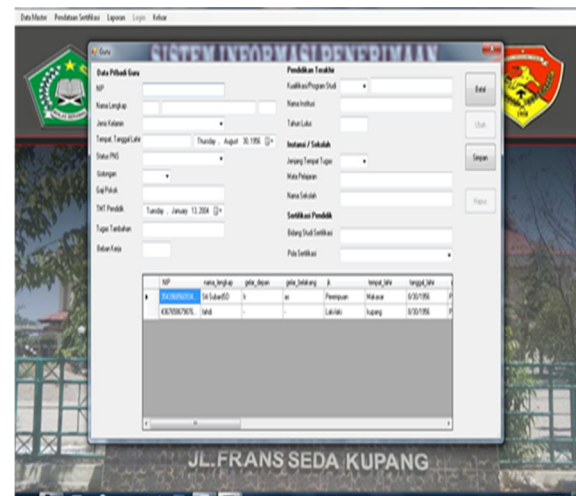 Data Master Pendataan Sertifikasi Laporan Login Keluar
Guru
SISTEM INFORMASI PENERIMAAN
Data Pribadi Guru
NIP
Nama Lengkap
Jenis Kelamin
Tempat, Tanggal Lahir Thursday , August 30, 1956
Status PNS
Golongan
Gaji Pokok
TMT Pendidik Tuesday , January 13, 2004
Tugas Tambahan
Beban Kerja
Pendidikan Terakhir
Kualifikasi/Program Studi
Nama Institusi
Tahun Lulus
Instansi / Sekolah
Jenjang Tempat Tugas
Mata Pelajaran
Nama Sekolah
Sertifikasi Pendidik
Bidang Studi Sertifikasi
Pola Sertifikasi
Batal
Ubah
Simpan
Hapus
NIP nama_lengkap gelar_depan gelar_belakang jk tempat_lahir tanggal_lahir
Ir as Perempuan Makasar 8/30/1956 P
- - Laki-laki kupang 8/30/1956 P
JL.FRANS SEDA KUPANG